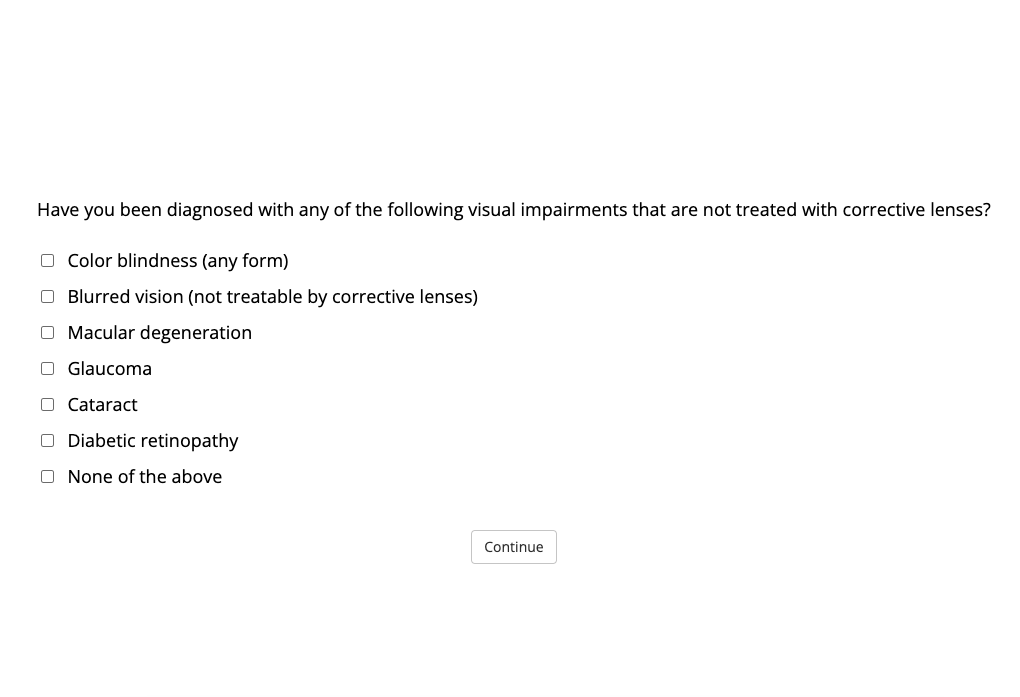 Have you been diagnosed with any of the following visual impairments that are not treated with corrective lenses?
Color blindness (any form)
Blurred vision (not treatable by corrective lenses)
Macular degeneration
Glaucoma
Cataract
Diabetic retinopathy
None of the above
Continue